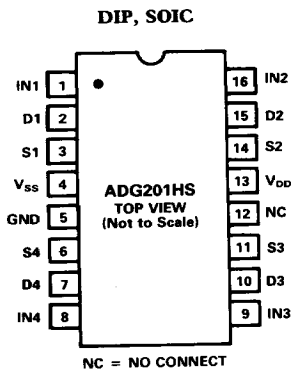 DIP, SOIC
IN1 1 16 IN2
D1 2 15 D2
S1 3 14 S2
VSS 4 13 VDD
GND 5 12 NC
S4 6 11 S3
D4 7 10 D3
IN4 8 9 IN3
ADG201HS
TOP VIEW
(Not to Scale)
NC = NO CONNECT